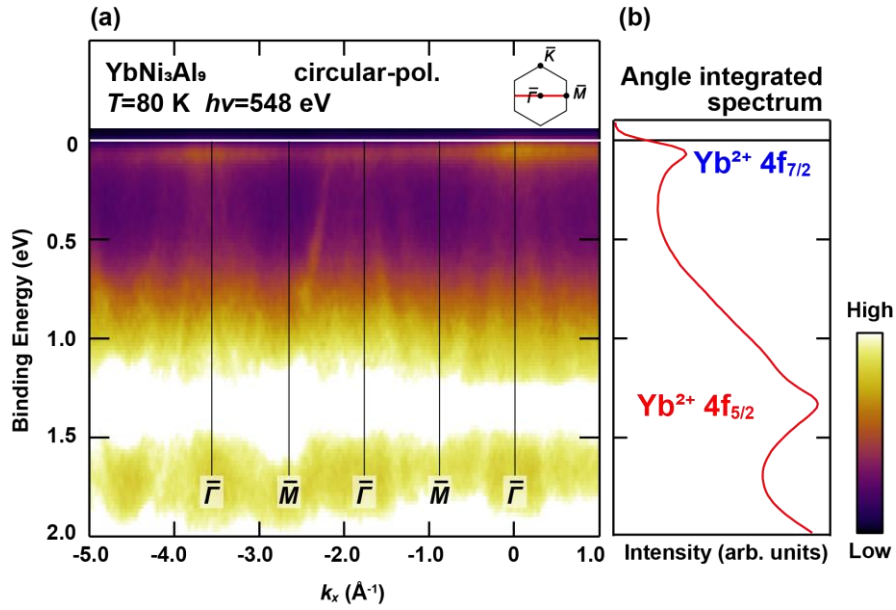 (a)
YbNi₃Al₉ circular-pol.
T=80 K hν=548 eV
K̅
Γ̅ M̅
0
0.5
1.0
1.5
2.0
Binding Energy (eV)
Γ̅ M̅ Γ̅ M̅ Γ̅
-5.0 -4.0 -3.0 -2.0 -1.0 0 1.0
kₓ (Å⁻¹)
(b)
Angle integrated
spectrum
Yb²⁺ 4f₇/₂
Yb²⁺ 4f₅/₂
Intensity (arb. units)
High
Low